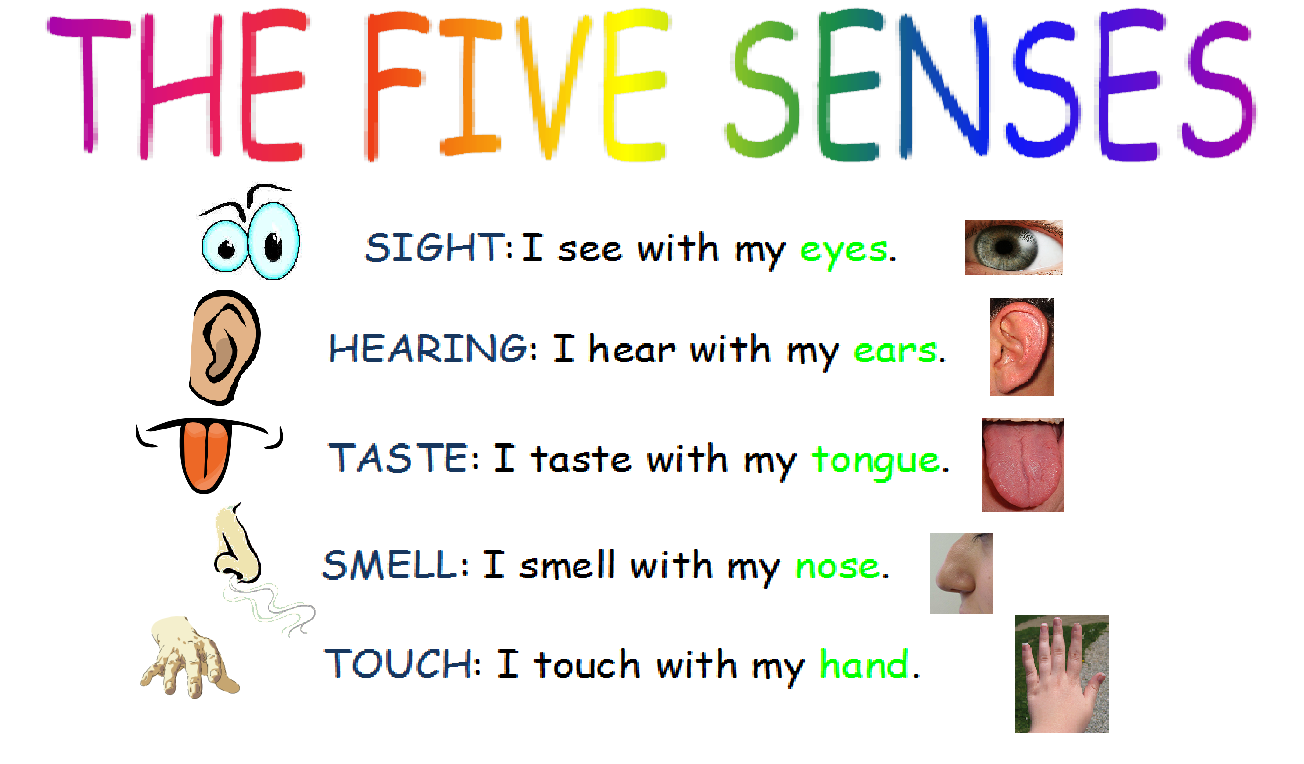 THE FIVE SENSES
SIGHT: I see with my eyes.
HEARING: I hear with my ears.
TASTE: I taste with my tongue.
SMELL: I smell with my nose.
TOUCH: I touch with my hand.